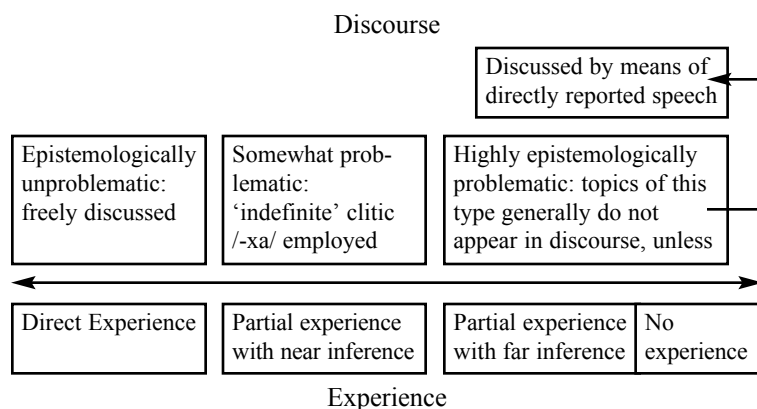 Discourse
Discussed by means of
directly reported speech
Epistemologically
unproblematic:
freely discussed
Somewhat prob-
lematic:
‘indefinite’ clitic
/-xa/ employed
Highly epistemologically
problematic: topics of this
type generally do not
appear in discourse, unless
Direct Experience
Partial experience
with near inference
Partial experience
with far inference
No
experience
Experience